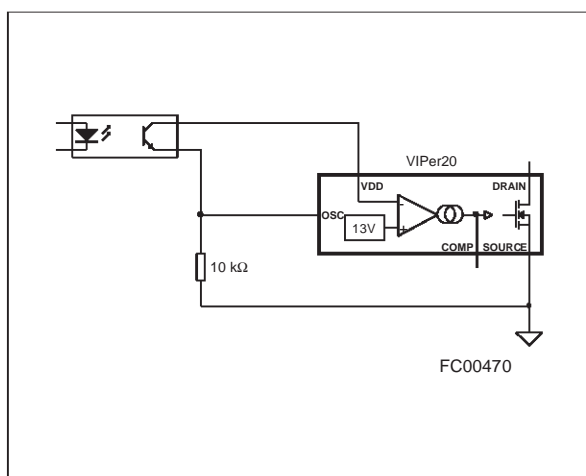 VIPer20
VDD
DRAIN
OSC
13V
-
+
COMP
SOURCE
10 kΩ
FC00470